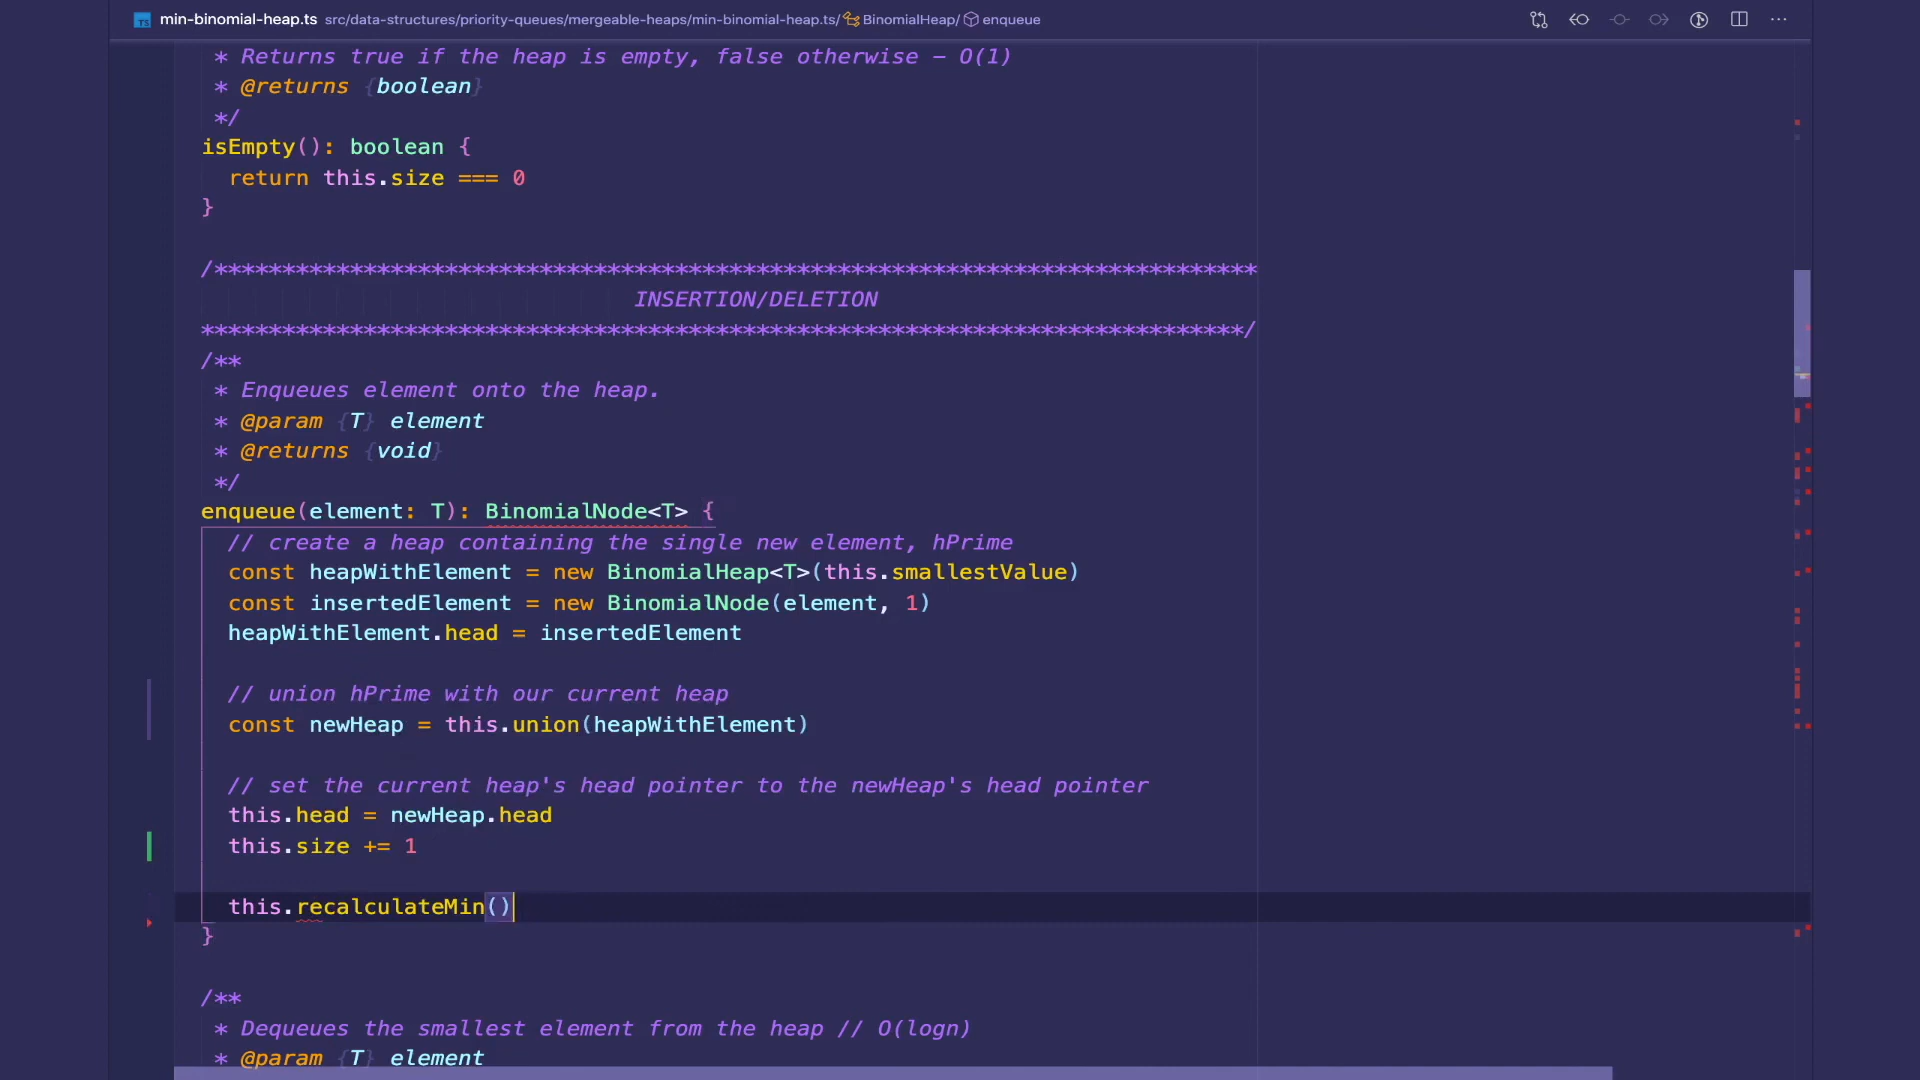 min-binomial-heap.ts src/data-structures/priority-queues/mergeable-heaps/min-binomial-heap.ts/ BinomialHeap/ enqueue
* Returns true if the heap is empty, false otherwise – O(1)
* @returns {boolean}
*/
isEmpty(): boolean {
return this.size === 0
}
/*****************************************************************************
INSERTION/DELETION
*****************************************************************************/
/**
* Enqueues element onto the heap.
* @param {T} element
* @returns {void}
*/
enqueue(element: T): BinomialNode<T> {
// create a heap containing the single new element, hPrime
const heapWithElement = new BinomialHeap<T>(this.smallestValue)
const insertedElement = new BinomialNode(element, 1)
heapWithElement.head = insertedElement
// union hPrime with our current heap
const newHeap = this.union(heapWithElement)
// set the current heap's head pointer to the newHeap's head pointer
this.head = newHeap.head
this.size += 1
this.recalculateMin()
}
/**
* Dequeues the smallest element from the heap // O(logn)
* @param {T} element